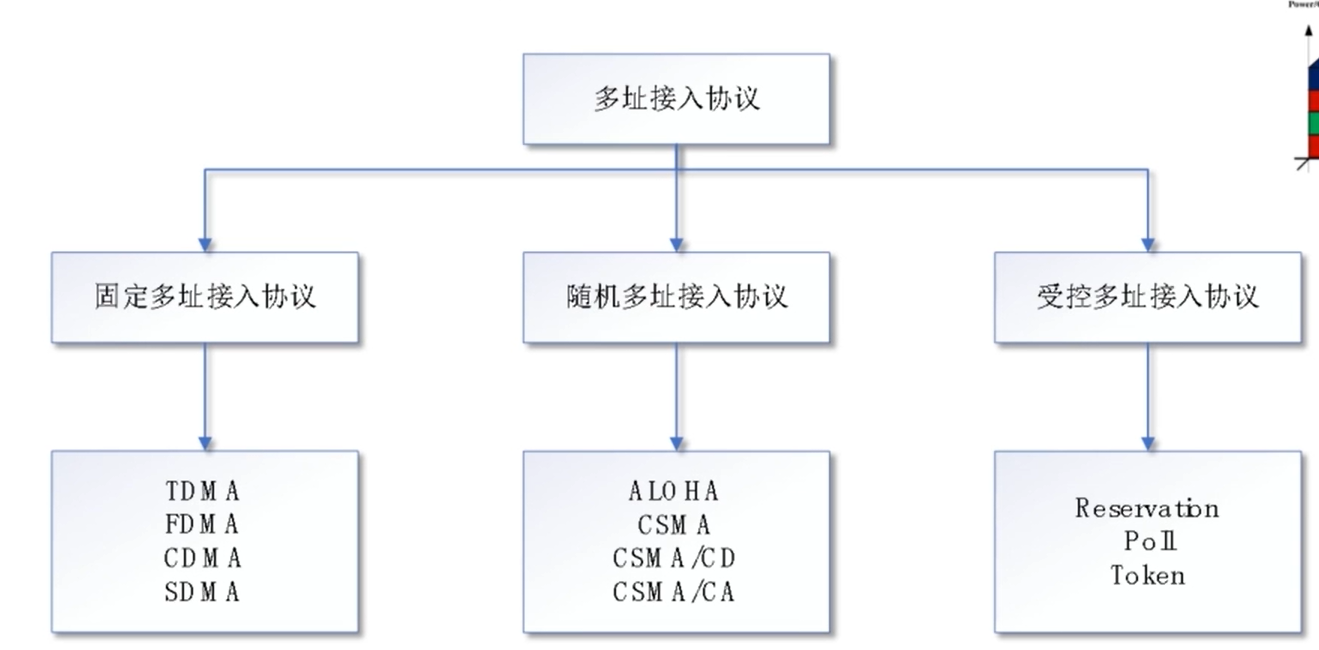 多址接入协议
固定多址接入协议
随机多址接入协议
受控多址接入协议
TDMA
FDMA
CDMA
SDMA
ALOHA
CSMA
CSMA/CD
CSMA/CA
Reservation
Poll
Token